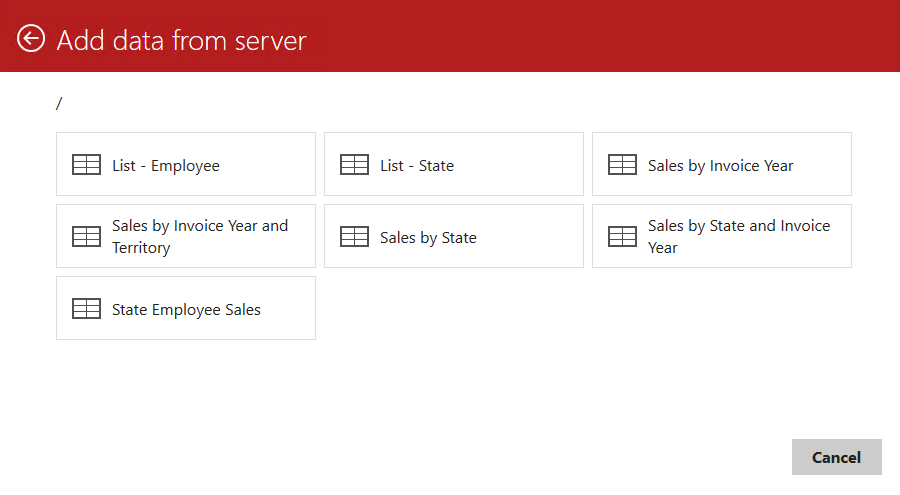 Add data from server
/
List - Employee
List - State
Sales by Invoice Year
Sales by Invoice Year and
Territory
Sales by State
Sales by State and Invoice
Year
State Employee Sales
Cancel